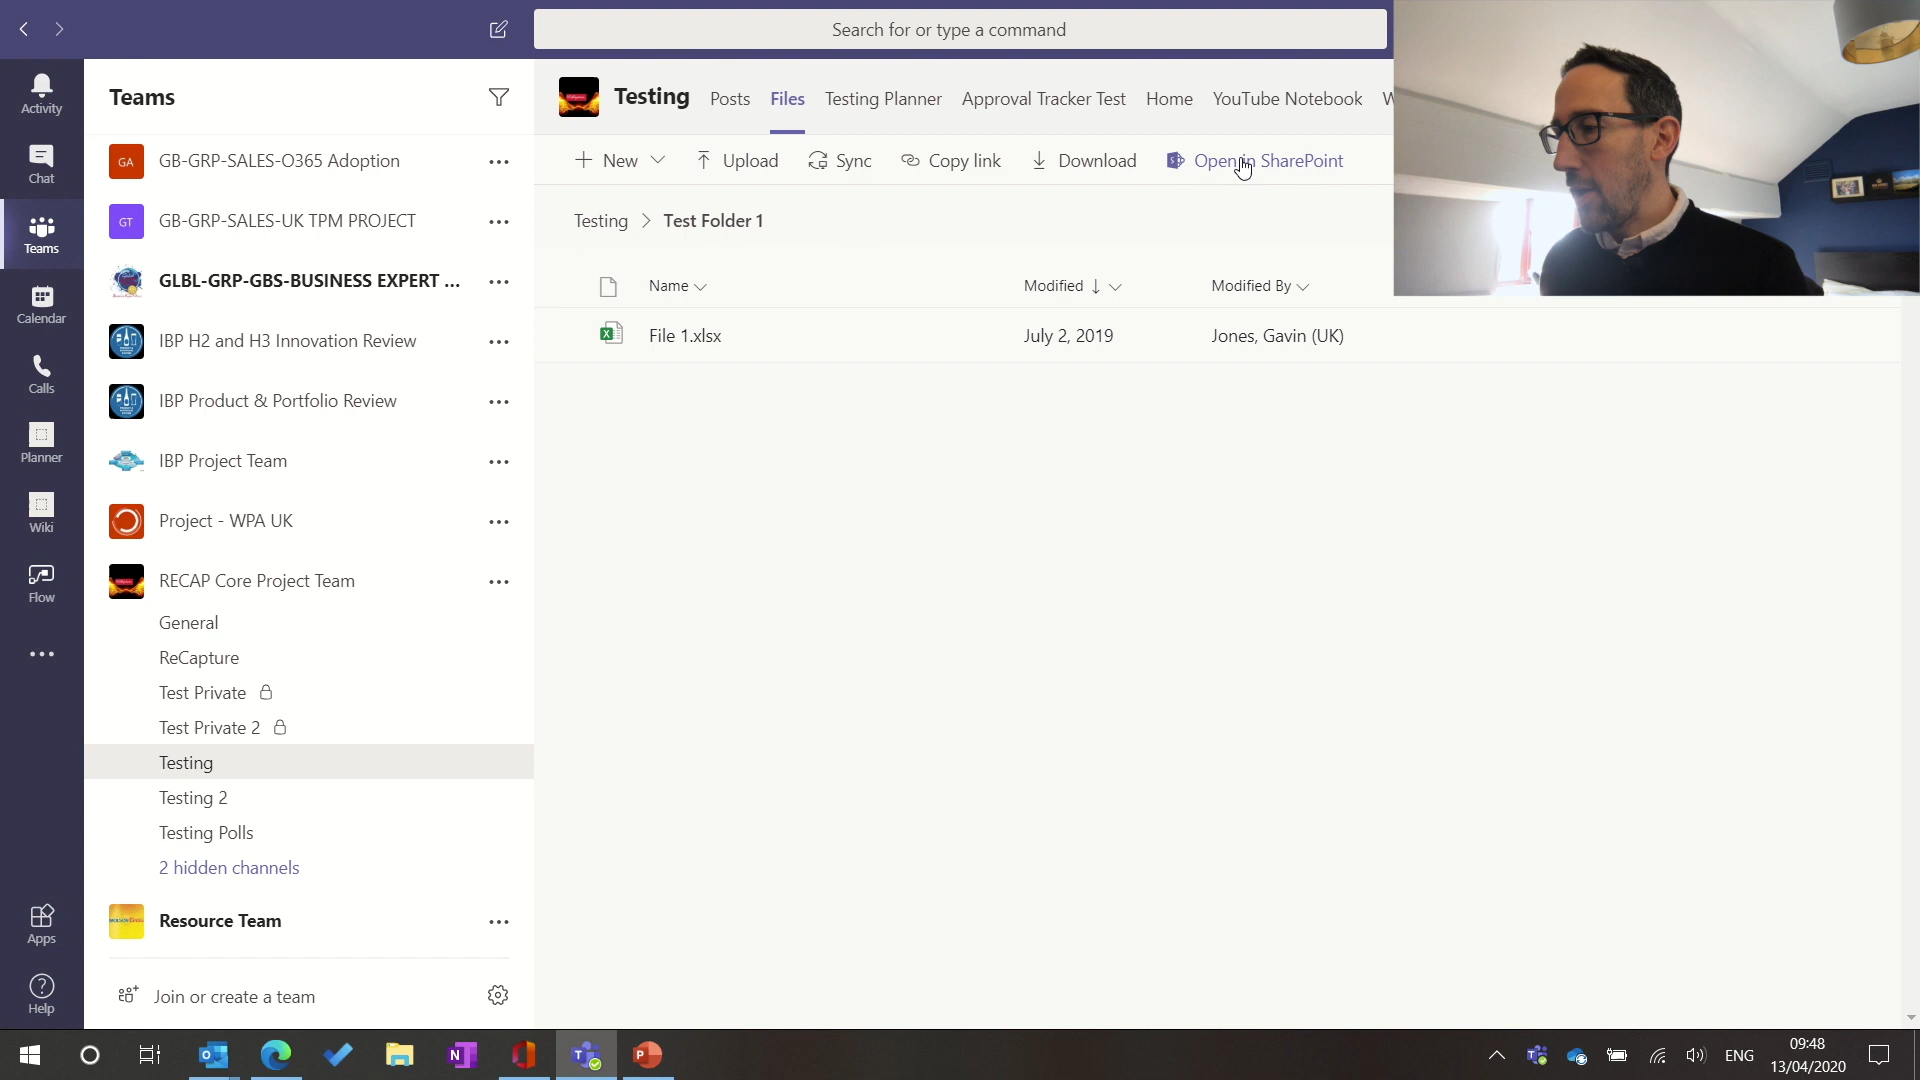 Search for or type a command
Activity
Chat
Teams
Calendar
Calls
Planner
Wiki
Flow
Apps
Help
Teams
GA GB-GRP-SALES-O365 Adoption
GT GB-GRP-SALES-UK TPM PROJECT
GLBL-GRP-GBS-BUSINESS EXPERT ...
IBP H2 and H3 Innovation Review
IBP Product & Portfolio Review
IBP Project Team
Project - WPA UK
RECAP Core Project Team
General
ReCapture
Test Private
Test Private 2
Testing
Testing 2
Testing Polls
2 hidden channels
Resource Team
Join or create a team
Testing Posts Files Testing Planner Approval Tracker Test Home YouTube Notebook W
New Upload Sync Copy link Download Open in SharePoint
Testing > Test Folder 1
Name Modified Modified By
File 1.xlsx July 2, 2019 Jones, Gavin (UK)
ENG
09:48
13/04/2020